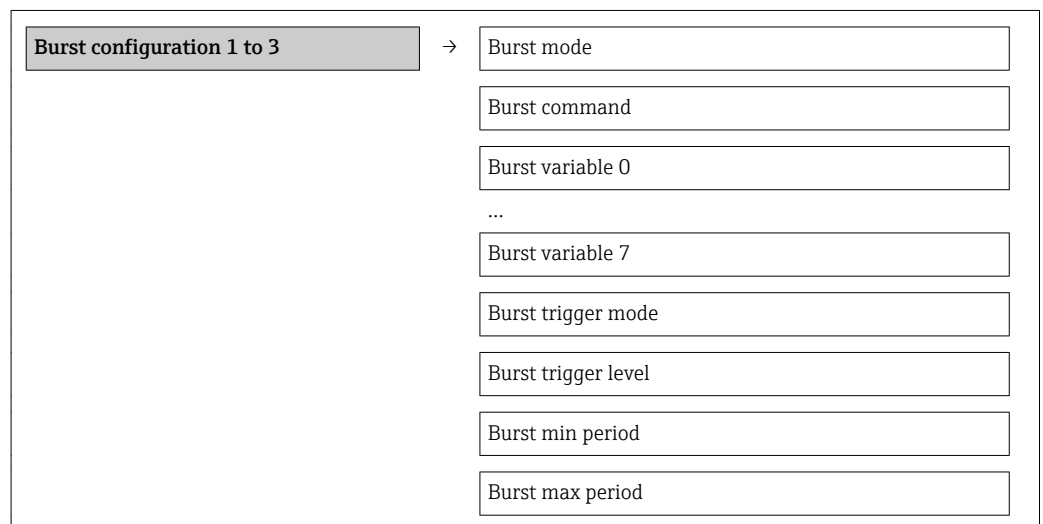 Burst configuration 1 to 3 → Burst mode
Burst command
Burst variable 0
...
Burst variable 7
Burst trigger mode
Burst trigger level
Burst min period
Burst max period